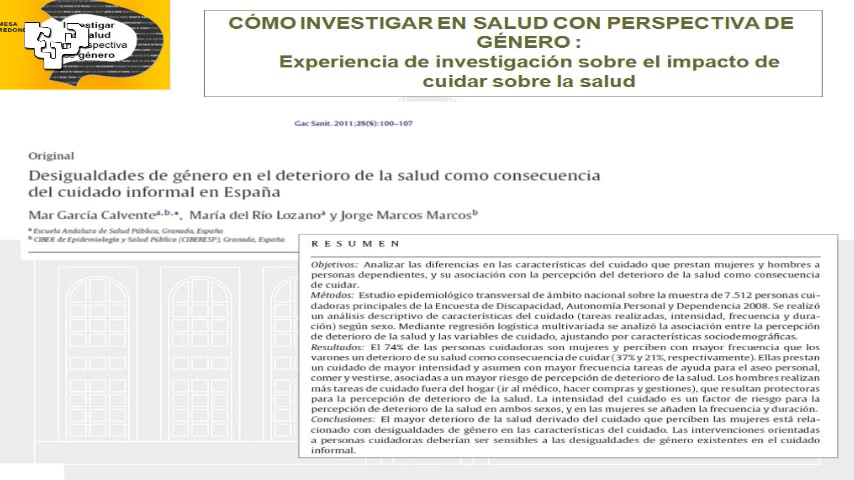 MESA
REDONDA
Investigar
salud
perspectiva
de género
CÓMO INVESTIGAR EN SALUD CON PERSPECTIVA DE
GÉNERO :
Experiencia de investigación sobre el impacto de
cuidar sobre la salud
Gac Sanit. 2011;25(S):100–107
Original
Desigualdades de género en el deterioro de la salud como consecuencia
del cuidado informal en España
Mar García Calvente a,b,*, María del Río Lozano a y Jorge Marcos Marcos b
a Escuela Andaluza de Salud Pública, Granada, España
b CIBER de Epidemiología y Salud Pública (CIBERESP), Granada, España
RESUMEN
Objetivos: Analizar las diferencias en las características del cuidado que prestan mujeres y hombres a
personas dependientes, y su asociación con la percepción del deterioro de la salud como consecuencia
de cuidar.
Métodos: Estudio epidemiológico transversal de ámbito nacional sobre la muestra de 7.512 personas cui-
dadoras principales de la Encuesta de Discapacidad, Autonomía Personal y Dependencia 2008. Se realizó
un análisis descriptivo de características del cuidado (tareas realizadas, intensidad, frecuencia y dura-
ción) según sexo. Mediante regresión logística multivariada se analizó la asociación entre la percepción
de deterioro de la salud y las variables de cuidado, ajustando por características sociodemográficas.
Resultados: El 74% de las personas cuidadoras son mujeres y perciben con mayor frecuencia que los
varones un deterioro de su salud como consecuencia de cuidar (37% y 21%, respectivamente). Ellas prestan
un cuidado de mayor intensidad y asumen con mayor frecuencia tareas de ayuda para el aseo personal,
comer y vestirse, asociadas a un mayor riesgo de percepción de deterioro de la salud. Los hombres realizan
más tareas de cuidado fuera del hogar (ir al médico, hacer compras y gestiones), que resultan protectoras
para la percepción de deterioro de la salud. La intensidad del cuidado es un factor de riesgo para la
percepción de deterioro de la salud en ambos sexos, y en las mujeres se añaden la frecuencia y duración.
Conclusiones: El mayor deterioro de la salud derivado del cuidado que perciben las mujeres está rela-
cionado con desigualdades de género en las características del cuidado. Las intervenciones orientadas
a personas cuidadoras deberían ser sensibles a las desigualdades de género existentes en el cuidado
informal.